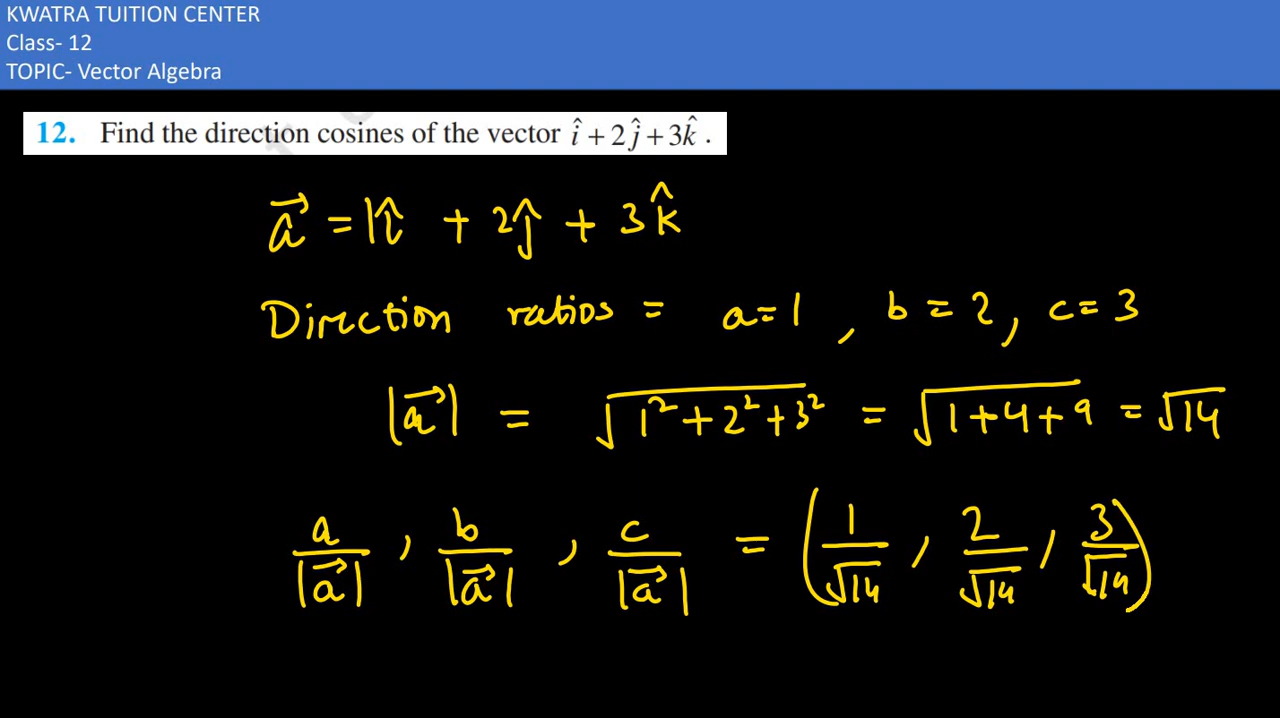 KWATRA TUITION CENTER
Class- 12
TOPIC- Vector Algebra
12. Find the direction cosines of the vector î + 2ĵ + 3k̂ .
a⃗ = 1î + 2ĵ + 3k̂
Direction ratios = a=1 , b = 2, c= 3
|a⃗| = √(1² + 2² + 3²) = √(1+4+9) = √14
a/|a⃗| , b/|a⃗| , c/|a⃗| = (1/√14 , 2/√14 , 3/√14)